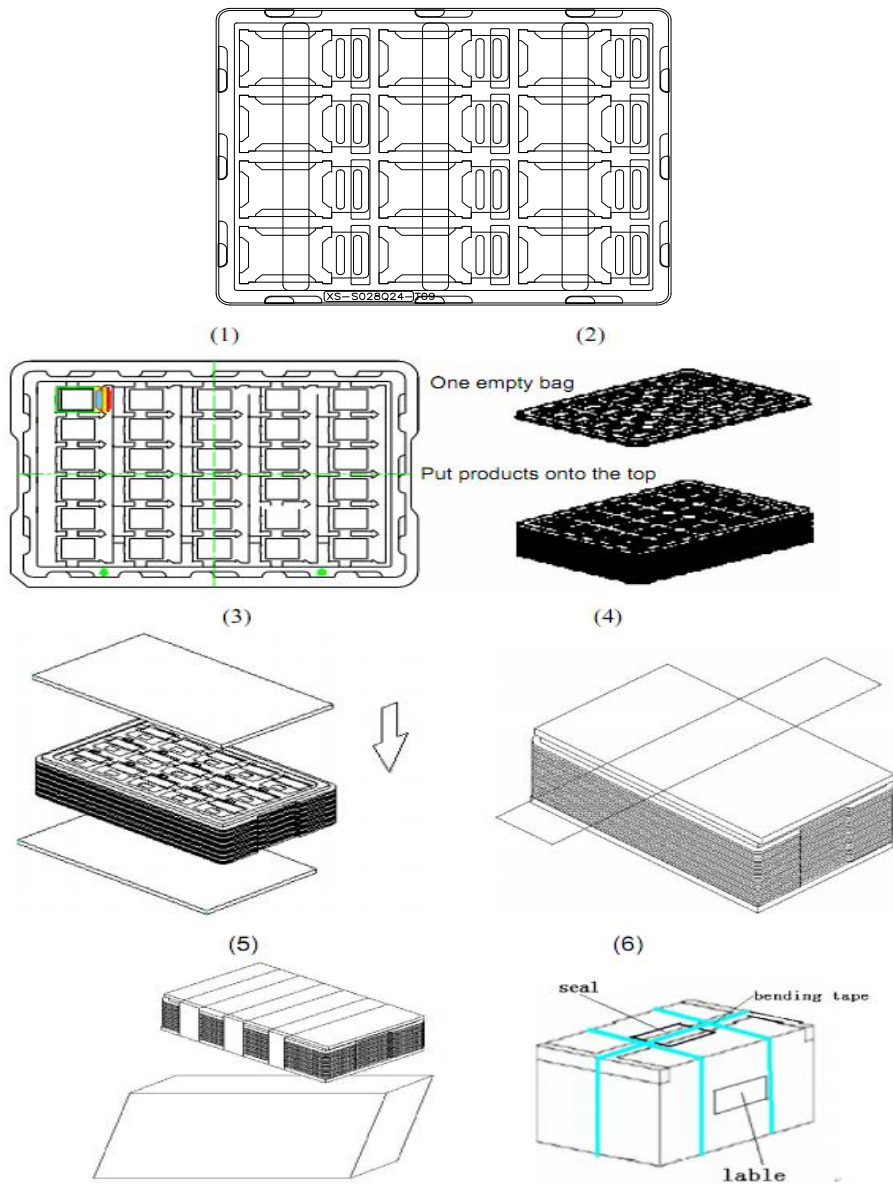 XS-S028Q24-T09
(1) (2)
One empty bag
Put products onto the top
(3) (4)
(5) (6)
seal
bending tape
lable